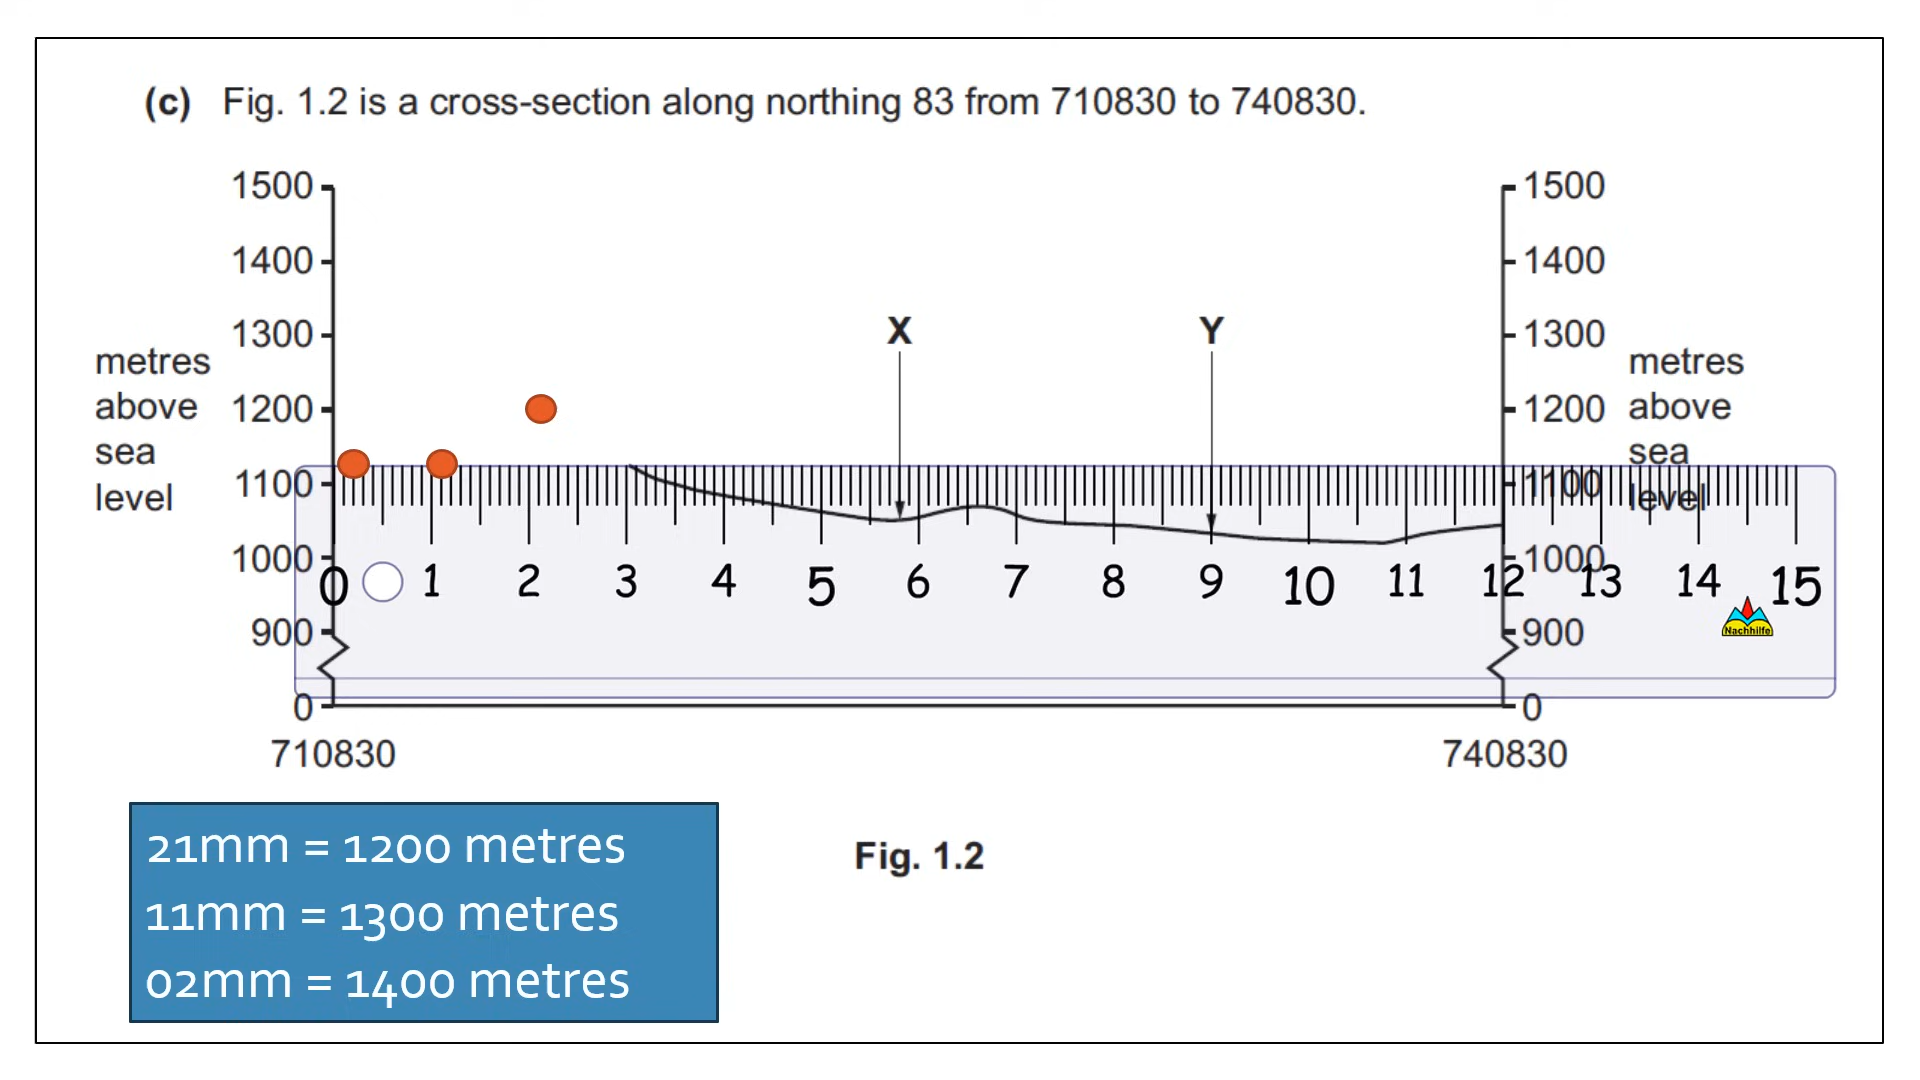 (c) Fig. 1.2 is a cross-section along northing 83 from 710830 to 740830.
1500 1500
1400 1400
1300 X Y 1300
metres metres
above 1200 1200 above
sea sea
level 1100 1100 level
1000 1000
0 1 2 3 4 5 6 7 8 9 10 11 12 13 14 15
900 900
Nachhilfe
0 0
710830 740830
21mm = 1200 metres
11mm = 1300 metres
02mm = 1400 metres
Fig. 1.2